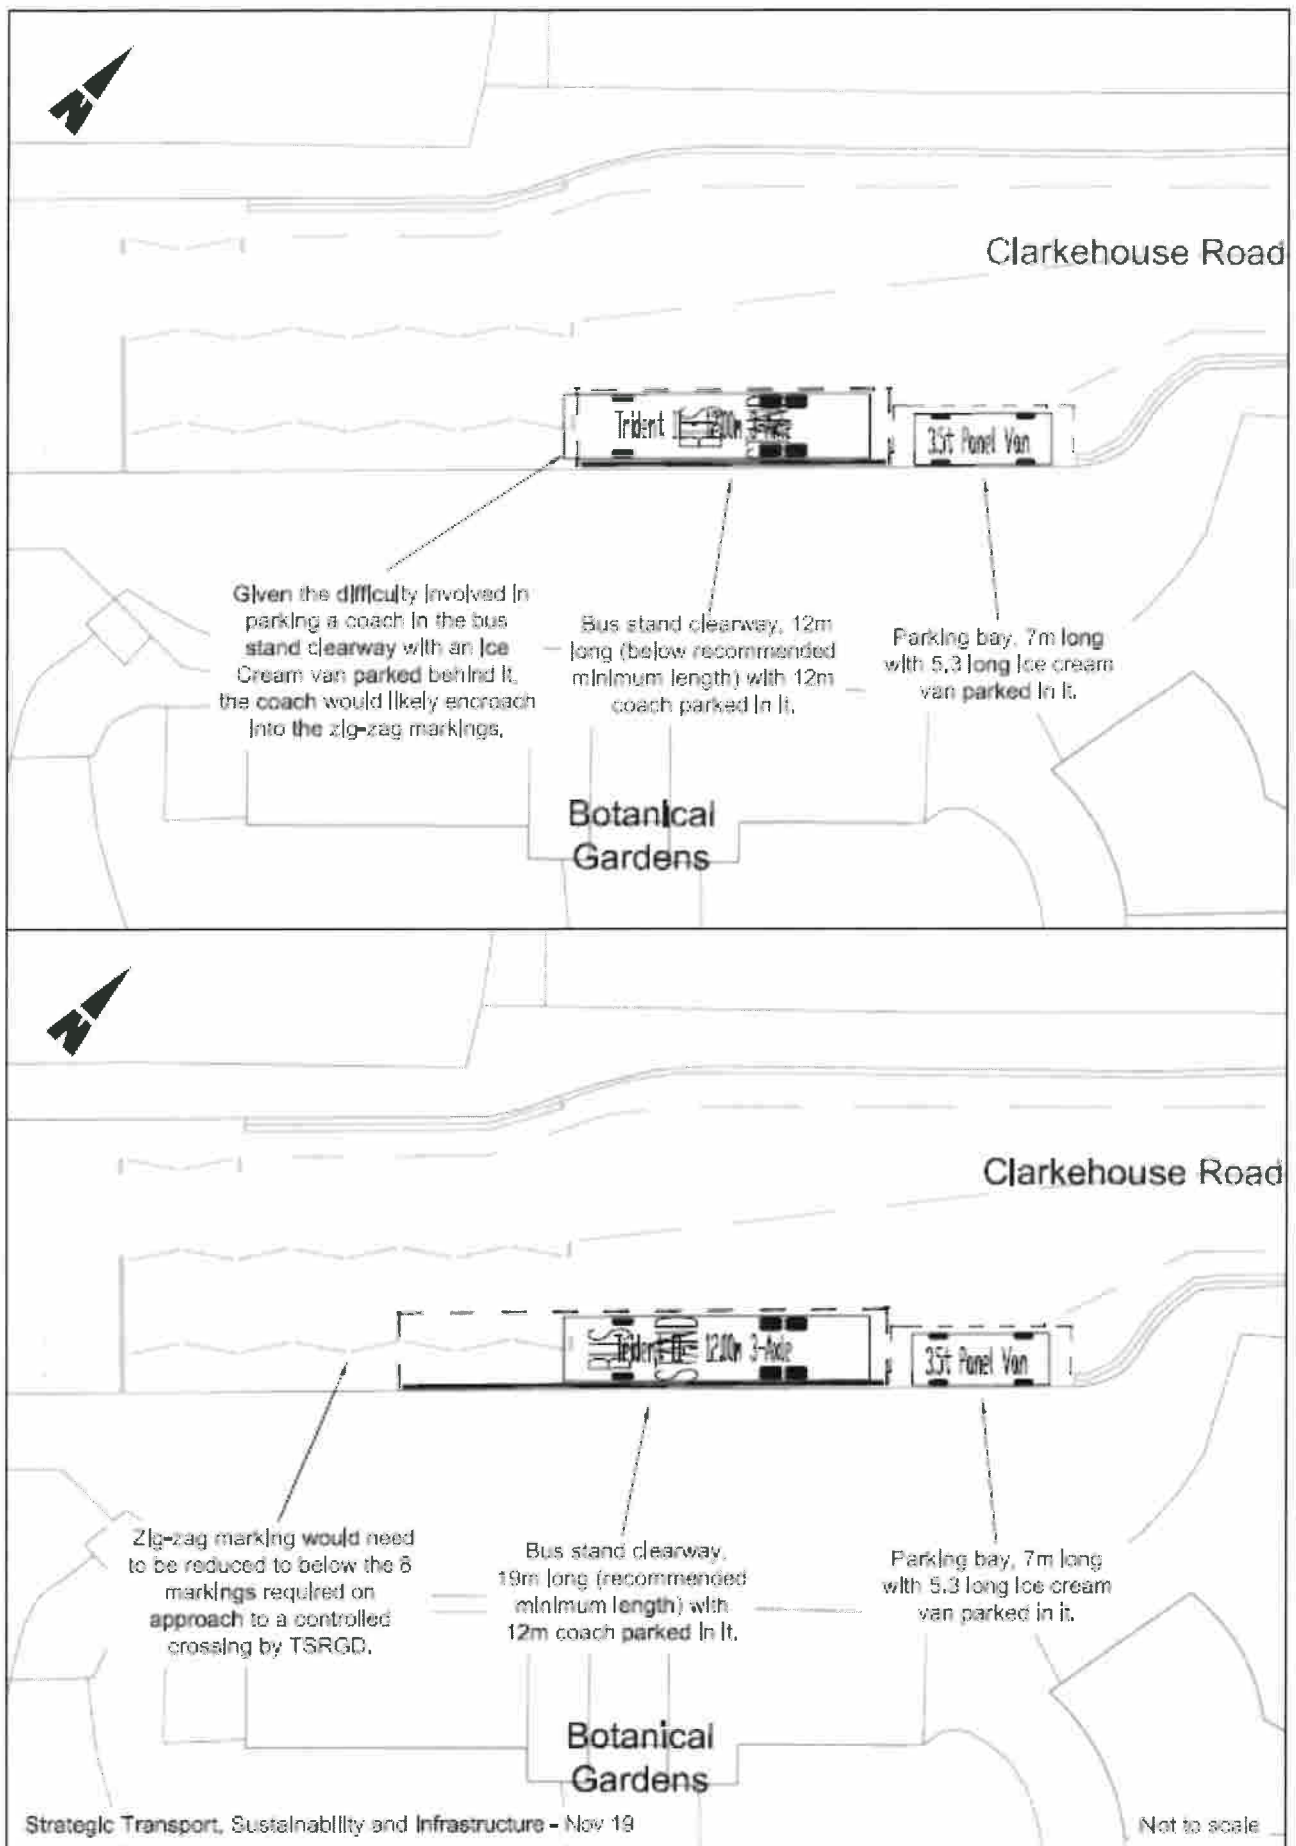 N
Clarkehouse Road
Trident
12.00m
3.5t Panel Van
Given the difficulty involved in
parking a coach in the bus
stand clearway with an Ice
Cream van parked behind it,
the coach would likely encroach
into the zig-zag markings.
Bus stand clearway, 12m
long (below recommended
minimum length) with 12m
coach parked in it.
Parking bay, 7m long
with 5.3 long Ice cream
van parked in it.
Botanical
Gardens
N
Clarkehouse Road
BUS
STAND
Trident 12.00m 3-Axle
3.5t Panel Van
Zig-zag marking would need
to be reduced to below the 6
markings required on
approach to a controlled
crossing by TSRGD.
Bus stand clearway,
19m long (recommended
minimum length) with
12m coach parked in it.
Parking bay, 7m long
with 5.3 long Ice cream
van parked in it.
Botanical
Gardens
Strategic Transport, Sustainability and Infrastructure - Nov 19
Not to scale